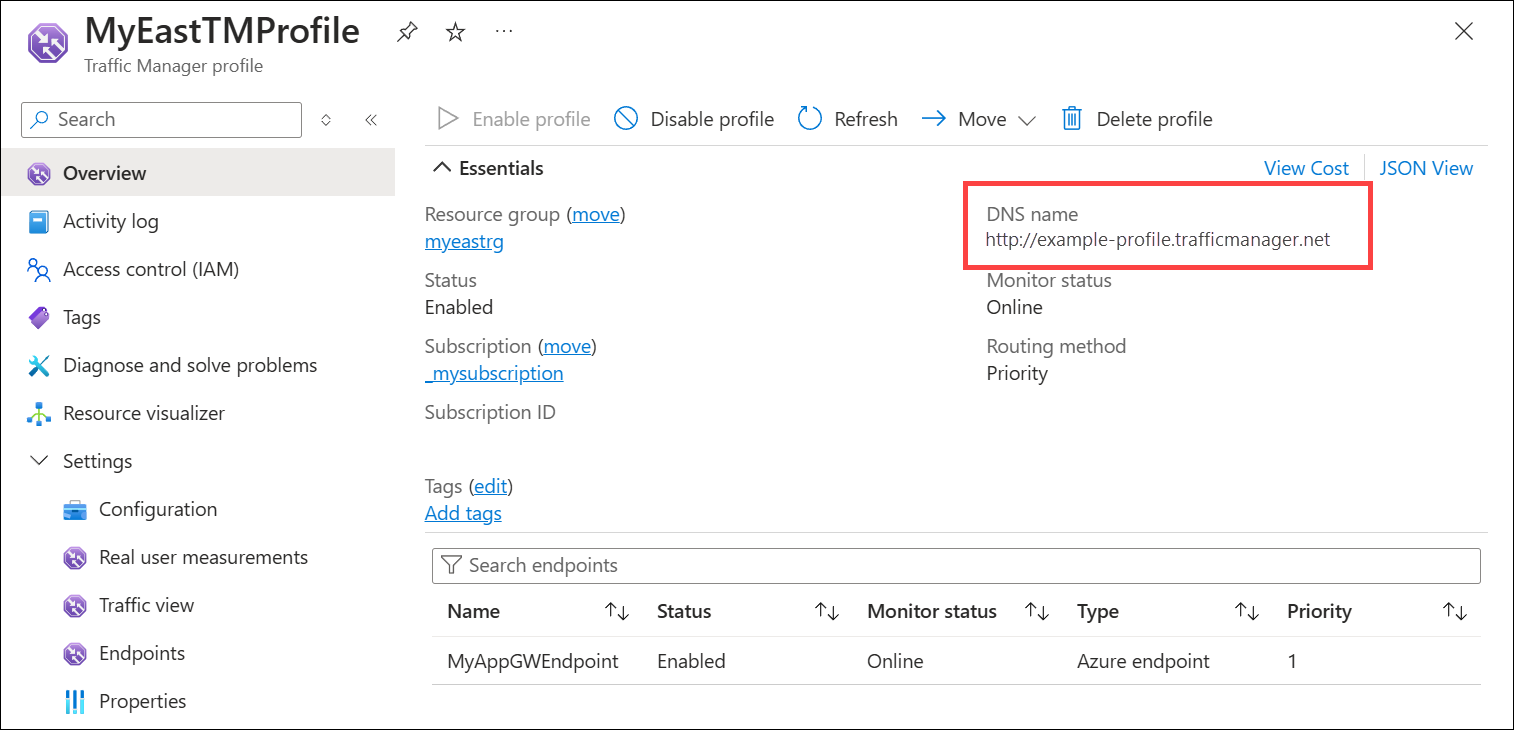 MyEastTMProfile
Traffic Manager profile
Search
Overview
Activity log
Access control (IAM)
Tags
Diagnose and solve problems
Resource visualizer
Settings
Configuration
Real user measurements
Traffic view
Endpoints
Properties
Enable profile Disable profile Refresh Move Delete profile
Essentials View Cost JSON View
Resource group (move)
myeastrg
Status
Enabled
Subscription (move)
_mysubscription
Subscription ID
Tags (edit)
Add tags
DNS name
http://example-profile.trafficmanager.net
Monitor status
Online
Routing method
Priority
Search endpoints
Name Status Monitor status Type Priority
MyAppGWEndpoint Enabled Online Azure endpoint 1